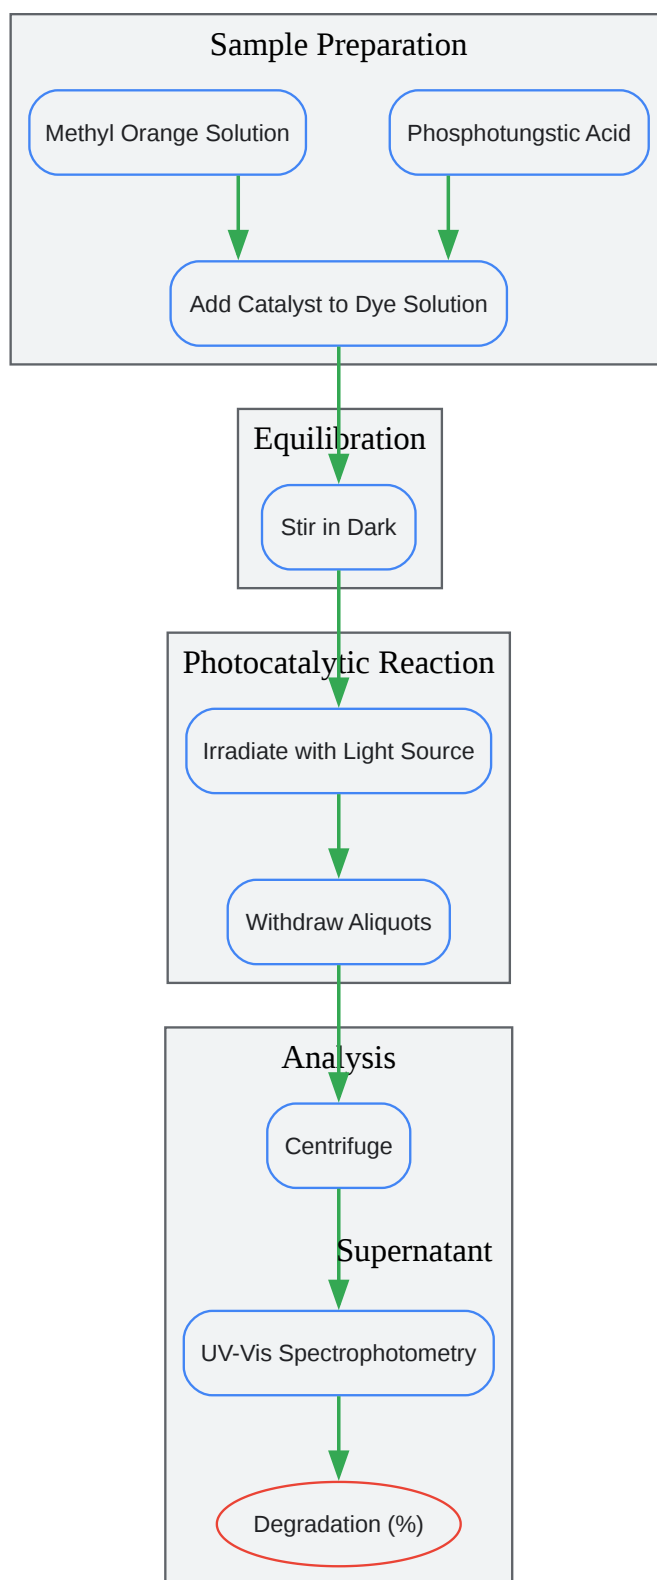 Sample Preparation
Methyl Orange Solution
Phosphotungstic Acid
Add Catalyst to Dye Solution
Equilibration
Stir in Dark
Photocatalytic Reaction
Irradiate with Light Source
Withdraw Aliquots
Analysis
Centrifuge
Supernatant
UV-Vis Spectrophotometry
Degradation (%)